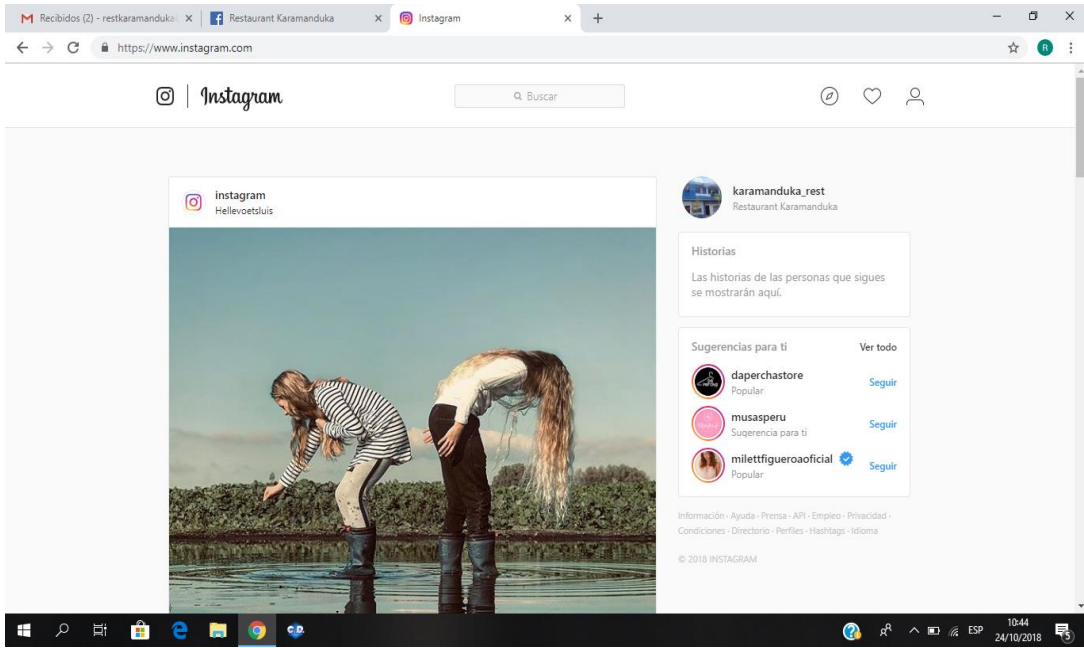 Recibidos (2) - restkaramanduka
Restaurant Karamanduka
Instagram
https://www.instagram.com
R
Instagram
Buscar
instagram
Hellevoetsluis
karamanduka_rest
Restaurant Karamanduka
Historias
Las historias de las personas que sigues
se mostrarán aquí.
Sugerencias para ti Ver todo
daperchastore
Popular
Seguir
musasperu
Sugerencia para ti
Seguir
milettfigueroaoficial
Popular
Seguir
Información · Ayuda · Prensa · API · Empleo · Privacidad ·
Condiciones · Directorio · Perfiles · Hashtags · Idioma
© 2018 INSTAGRAM
C.D.
ESP
10:44
24/10/2018
5